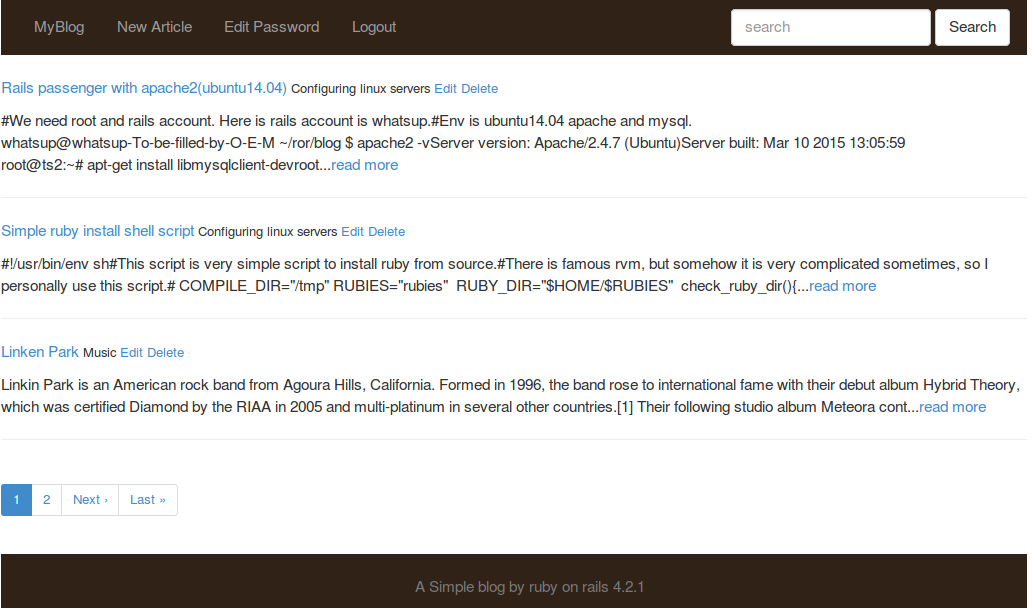 MyBlog New Article Edit Password Logout search Search
Rails passenger with apache2(ubuntu14.04) Configuring linux servers Edit Delete
#We need root and rails account. Here is rails account is whatsup.#Env is ubuntu14.04 apache and mysql.
whatsup@whatsup-To-be-filled-by-O-E-M ~/ror/blog $ apache2 -vServer version: Apache/2.4.7 (Ubuntu)Server built: Mar 10 2015 13:05:59
root@ts2:~# apt-get install libmysqlclient-devroot...read more
Simple ruby install shell script Configuring linux servers Edit Delete
#!/usr/bin/env sh#This script is very simple script to install ruby from source.#There is famous rvm, but somehow it is very complicated sometimes, so I
personally use this script.# COMPILE_DIR="/tmp" RUBIES="rubies"  RUBY_DIR="$HOME/$RUBIES"  check_ruby_dir(){...read more
Linken Park Music Edit Delete
Linkin Park is an American rock band from Agoura Hills, California. Formed in 1996, the band rose to international fame with their debut album Hybrid Theory,
which was certified Diamond by the RIAA in 2005 and multi-platinum in several other countries.[1] Their following studio album Meteora cont...read more
1 2 Next › Last »
A Simple blog by ruby on rails 4.2.1